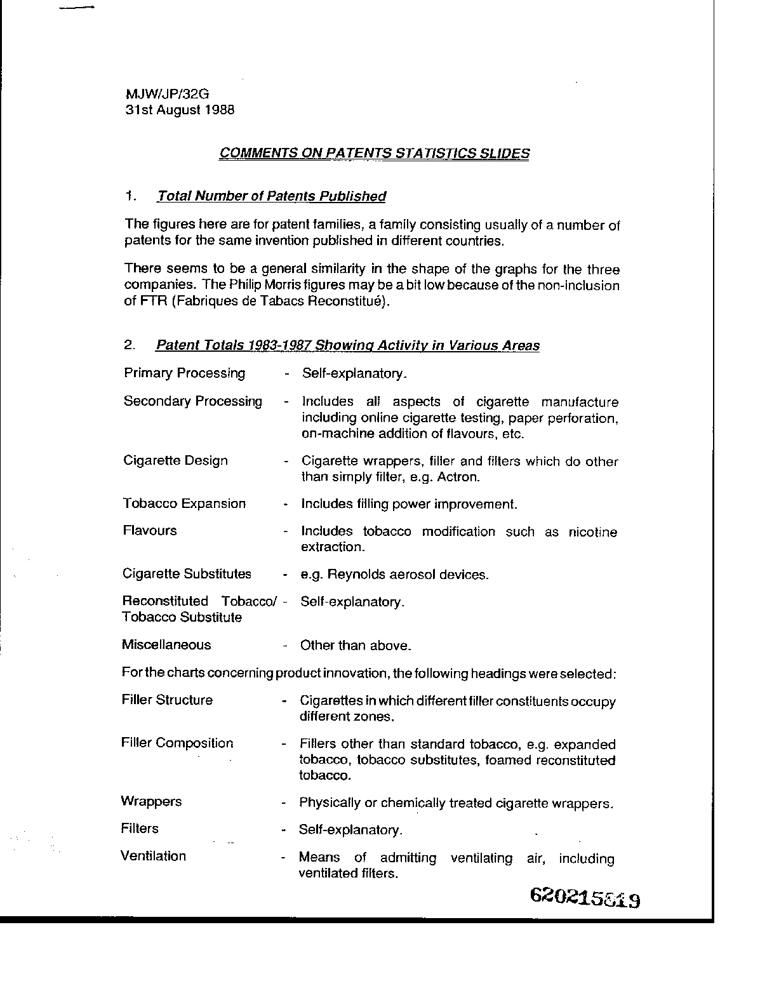 MJW/JP/32G
31st August 1988
COMMENTS ON PATENTS STATISTICS SLIDES
1. Total Number of Patents Published
The figures here are for patent families, a family consisting usually of a number of
patents for the same invention published in different countries.
There seems to be a general similarity in the shape of the graphs for the three
companies. The Philip Morris figures may be a bit low because of the non-inclusion
of FTR (Fabriques de Tabacs Reconstitué).
2. Patent Totals 1983-1987 Showing Activity in Various Areas
Primary Processing - Self-explanatory.
Secondary Processing - Includes all aspects of cigarette manufacture
including online cigarette testing, paper perforation,
on-machine addition of flavours, etc.
Cigarette Design - Cigarette wrappers, filler and filters which do other
than simply filter, e.g. Actron.
Tobacco Expansion - Includes filling power improvement.
Flavours - Includes tobacco modification such as nicotine
extraction.
Cigarette Substitutes - e.g. Reynolds aerosol devices.
Reconstituted Tobacco/ - Self-explanatory.
Tobacco Substitute
Miscellaneous - Other than above.
For the charts concerning product innovation, the following headings were selected:
Filler Structure - Cigarettes in which different filler constituents occupy
different zones.
Filler Composition - Fillers other than standard tobacco, e.g. expanded
tobacco, tobacco substitutes, foamed reconstituted
tobacco.
Wrappers - Physically or chemically treated cigarette wrappers.
Filters - Self-explanatory.
Ventilation - Means of admitting ventilating air, including
ventilated filters.